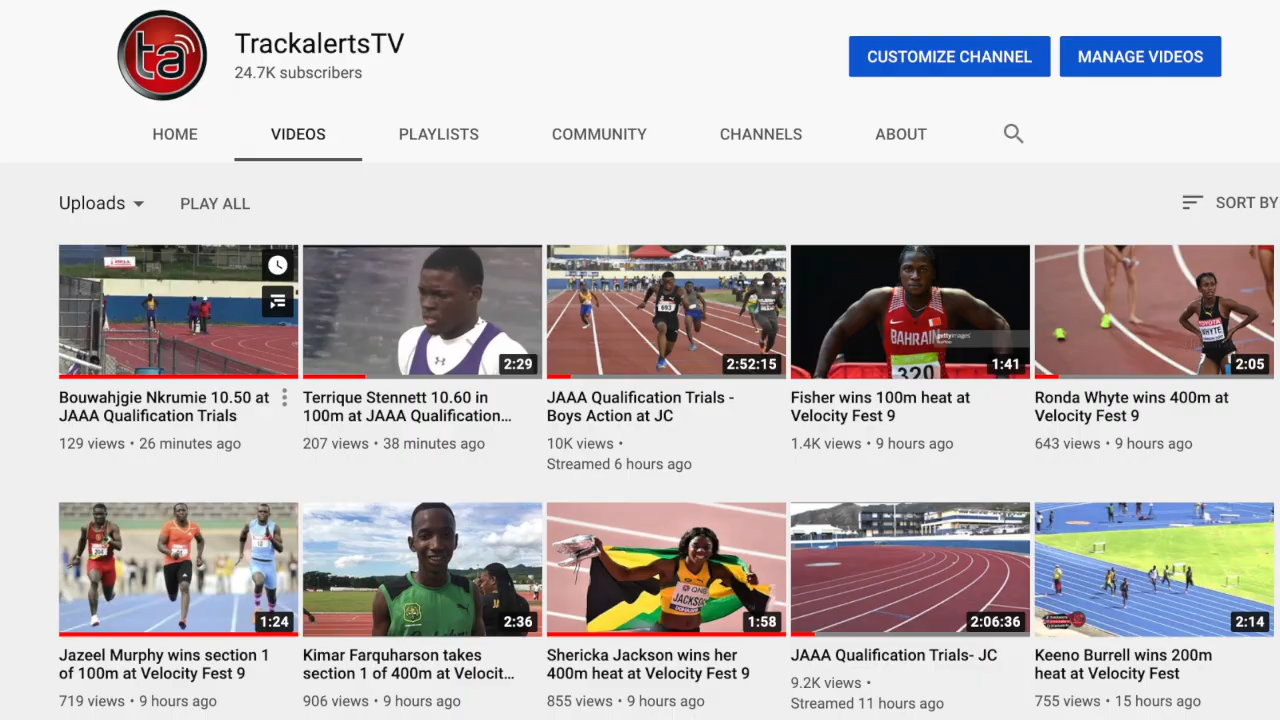 ta
TrackalertsTV
24.7K subscribers
CUSTOMIZE CHANNEL
MANAGE VIDEOS
HOME
VIDEOS
PLAYLISTS
COMMUNITY
CHANNELS
ABOUT
Uploads
PLAY ALL
SORT BY
2:29
693
2:52:15
BAHRAIN
gettyimages
320
1:41
TOYOTA
WHYTE
2:05
Bouwahjgie Nkrumie 10.50 at
JAAA Qualification Trials
129 views • 26 minutes ago
Terrique Stennett 10.60 in
100m at JAAA Qualification...
207 views • 38 minutes ago
JAAA Qualification Trials -
Boys Action at JC
10K views •
Streamed 6 hours ago
Fisher wins 100m heat at
Velocity Fest 9
1.4K views • 9 hours ago
Ronda Whyte wins 400m at
Velocity Fest 9
643 views • 9 hours ago
1:24
2:36
JACKSON
1:58
2:06:36
2:14
Jazeel Murphy wins section 1
of 100m at Velocity Fest 9
719 views • 9 hours ago
Kimar Farquharson takes
section 1 of 400m at Velocit...
906 views • 9 hours ago
Shericka Jackson wins her
400m heat at Velocity Fest 9
855 views • 9 hours ago
JAAA Qualification Trials- JC
9.2K views •
Streamed 11 hours ago
Keeno Burrell wins 200m
heat at Velocity Fest
755 views • 15 hours ago